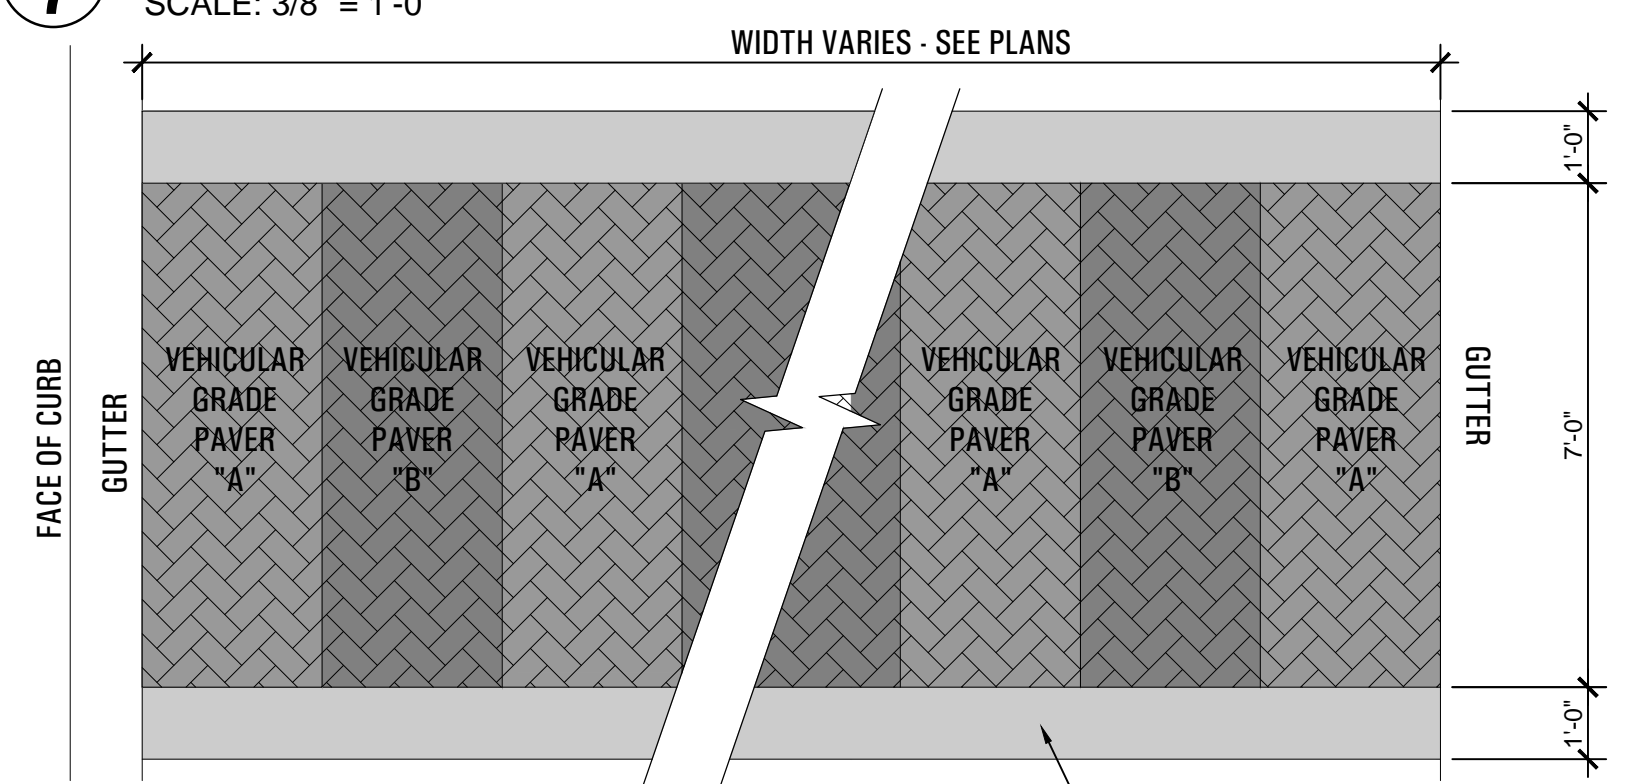 SCALE: 3/8" = 1'-0"
WIDTH VARIES - SEE PLANS
1'-0"
FACE OF CURB
GUTTER
VEHICULAR
GRADE
PAVER
"A"
VEHICULAR
GRADE
PAVER
"B"
VEHICULAR
GRADE
PAVER
"A"
VEHICULAR
GRADE
PAVER
"A"
VEHICULAR
GRADE
PAVER
"B"
VEHICULAR
GRADE
PAVER
"A"
GUTTER
7'-0"
1'-0"